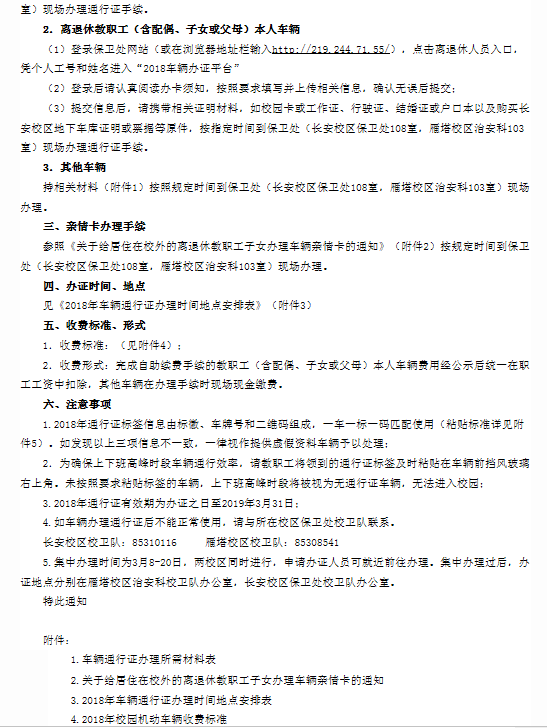 室）现场办理通行证手续。
2．离退休教职工（含配偶、子女或父母）本人车辆
（1）登录保卫处网站（或在浏览器地址栏输入http://219.244.71.55/），点击离退休人员入口，
凭个人工号和姓名进入“2018车辆办证平台”
（2）登录后请认真阅读办卡须知，按照要求填写并上传相关信息，确认无误后提交；
（3）提交信息后，请携带相关证明材料，如校园卡或工作证、行驶证、结婚证或户口本以及购买长
安校区地下车库证明或票据等原件，按指定时间到保卫处（长安校区保卫处108室，雁塔校区治安科103
室）现场办理通行证手续。
3．其他车辆
持相关材料（附件1）按照规定时间到保卫处（长安校区保卫处108室，雁塔校区治安科103室）现场
办理。
三、亲情卡办理手续
参照《关于给居住在校外的离退休教职工子女办理车辆亲情卡的通知》（附件2）按规定时间到保卫
处（长安校区保卫处108室，雁塔校区治安科103室）现场办理。
四、办证时间、地点
见《2018年车辆通行证办理时间地点安排表》（附件3）
五、收费标准、形式
1．收费标准：（见附件4）；
2．收费形式：完成自助续费手续的教职工（含配偶、子女或父母）本人车辆费用经公示后统一在职
工工资中扣除，其他车辆在办理手续时现场现金缴费。
六、注意事项
1.2018年通行证标签信息由标徽、车牌号和二维码组成，一车一标一码匹配使用（粘贴标准详见附
件5）。如发现以上三项信息不一致，一律视作提供虚假资料车辆予以处理；
2．为确保上下班高峰时段车辆通行效率，请教职工将领到的通行证标签及时粘贴在车辆前挡风玻璃
右上角。未按照要求粘贴标签的车辆，上下班高峰时段将被视为无通行证车辆，无法进入校园；
3.2018年通行证有效期为办证之日至2019年3月31日；
4.如车辆办理通行证后不能正常使用，请与所在校区保卫处校卫队联系。
长安校区校卫队：85310116 雁塔校区校卫队：85308541
5.集中办理时间为3月8-20日，两校区同时进行，申请办证人员可就近前往办理。集中办理过后，办
证地点分别在雁塔校区治安科校卫队办公室，长安校区保卫处校卫队办公室。
特此通知
附件：
1.车辆通行证办理所需材料表
2.关于给居住在校外的离退休教职工子女办理车辆亲情卡的通知
3.2018年车辆通行证办理时间地点安排表
4.2018年校园机动车辆收费标准